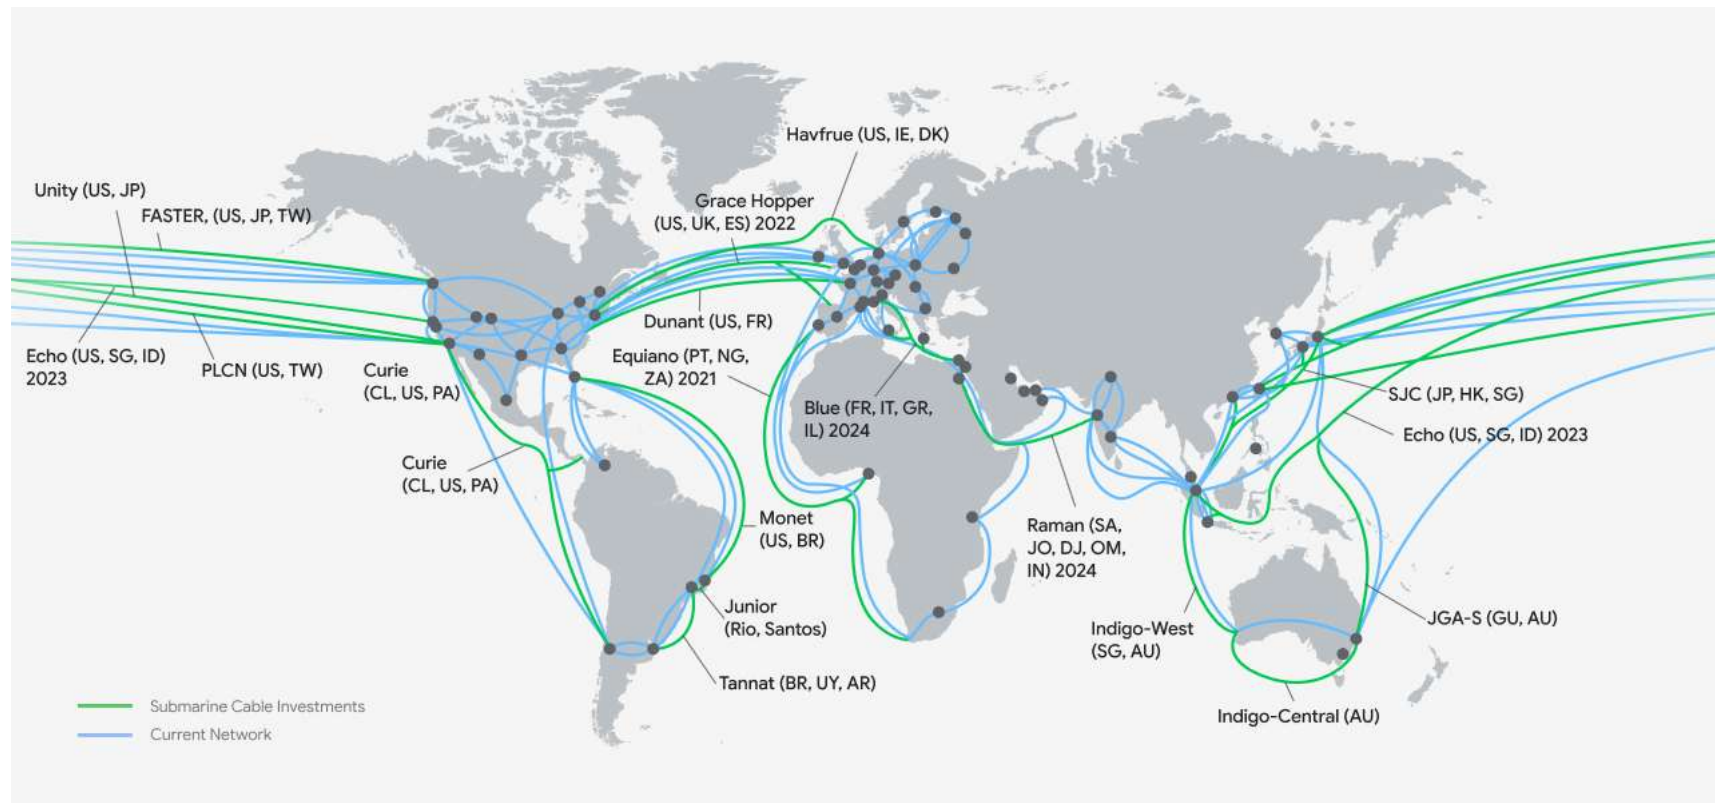 Havfrue (US, IE, DK)
Unity (US, JP)
FASTER, (US, JP, TW)
Grace Hopper
(US, UK, ES) 2022
Echo (US, SG, ID)
2023
PLCN (US, TW)
Curie
(CL, US, PA)
Dunant (US, FR)
Equiano (PT, NG,
ZA) 2021
Blue (FR, IT, GR,
IL) 2024
SJC (JP, HK, SG)
Echo (US, SG, ID) 2023
Curie
(CL, US, PA)
Monet
(US, BR)
Raman (SA,
JO, DJ, OM,
IN) 2024
Junior
(Rio, Santos)
Indigo-West
(SG, AU)
JGA-S (GU, AU)
Tannat (BR, UY, AR)
Indigo-Central (AU)
Submarine Cable Investments
Current Network